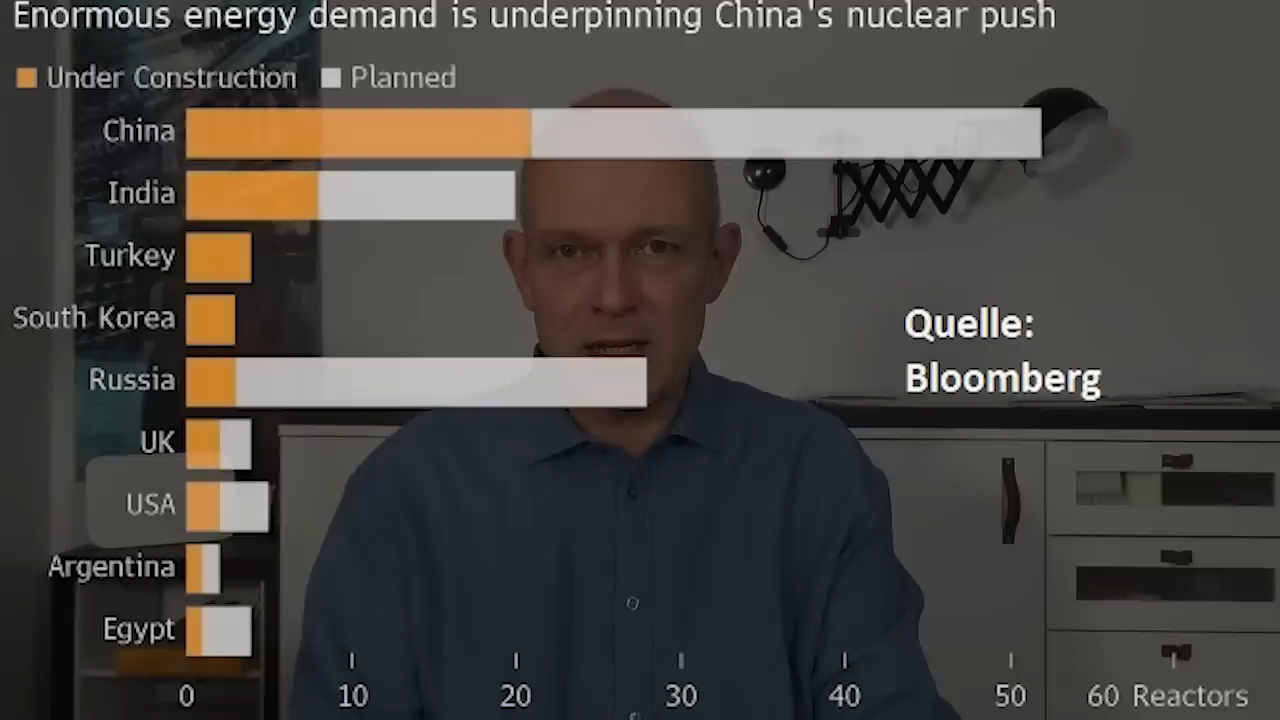 Enormous energy demand is underpinning China's nuclear push
Under Construction Planned
China
India
Turkey
South Korea
Russia
UK
USA
Argentina
Egypt
Quelle:
Bloomberg
0 10 20 30 40 50 60 Reactors